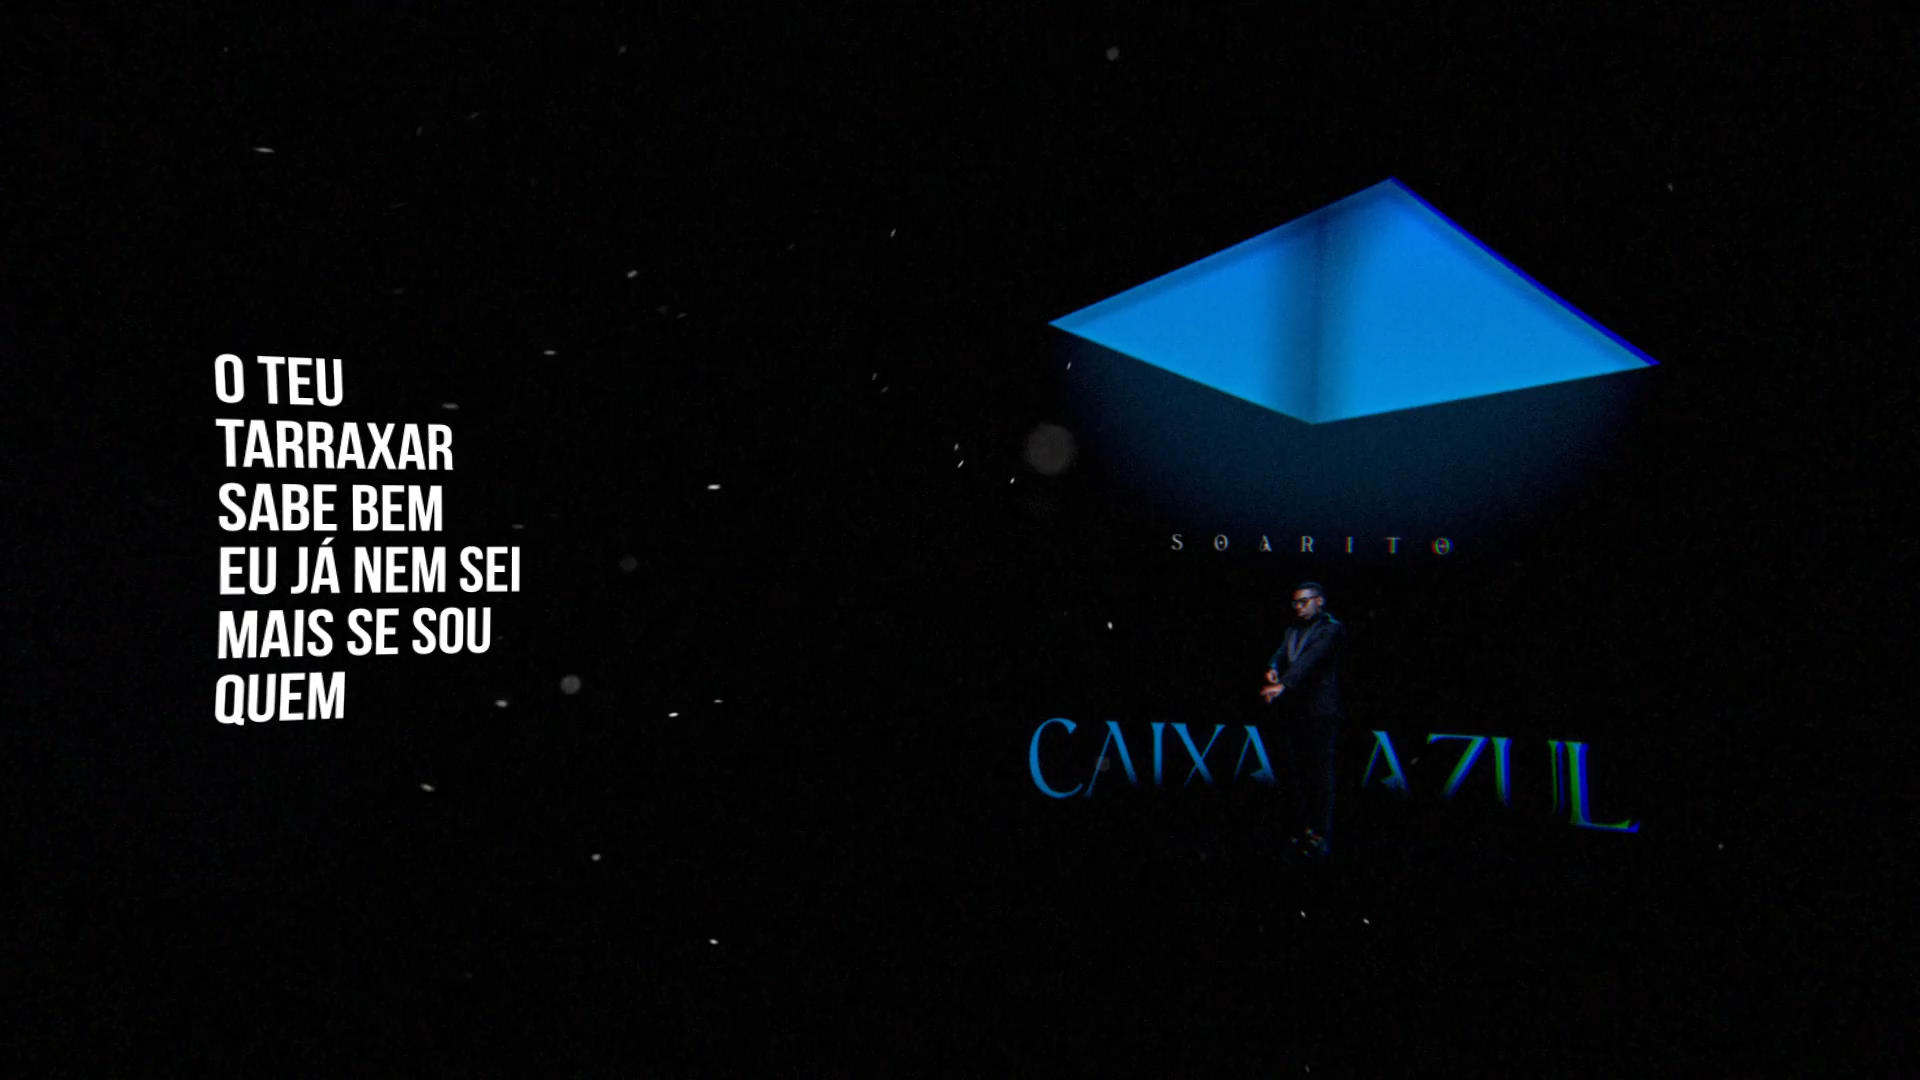 O TEU
TARRAXAR
SABE BEM
EU JÁ NEM SEI
MAIS SE SOU
QUEM
SOARITO
CAIXA AZUL